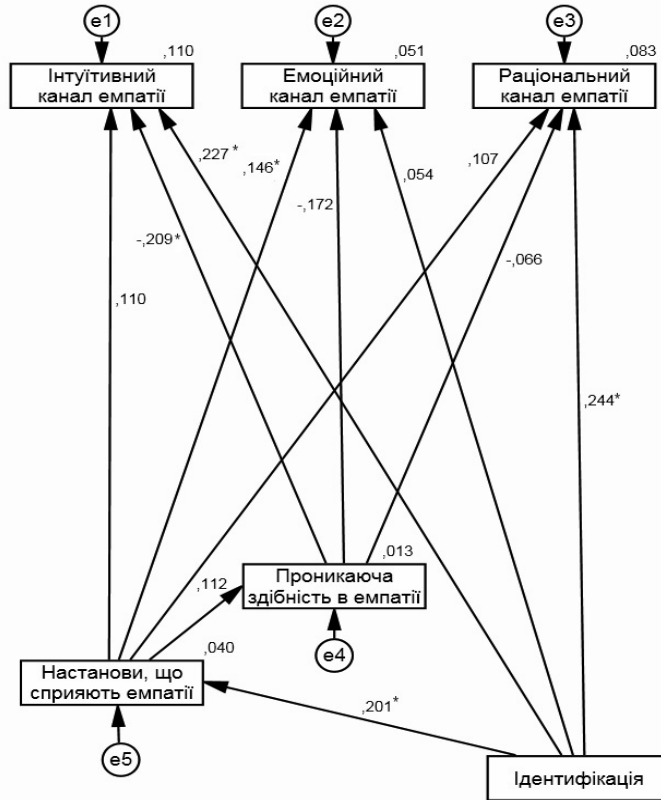 e1
e2
e3
,110
,051
,083
Інтуїтивний
канал емпатії
Емоційний
канал емпатії
Раціональний
канал емпатії
,227*
,146*
,107
,054
-,172
-,209*
-,066
,110
,244*
,013
Проникаюча
здібність в емпатії
,112
e4
,040
Настанови, що
сприяють емпатії
,201*
e5
Ідентифікація